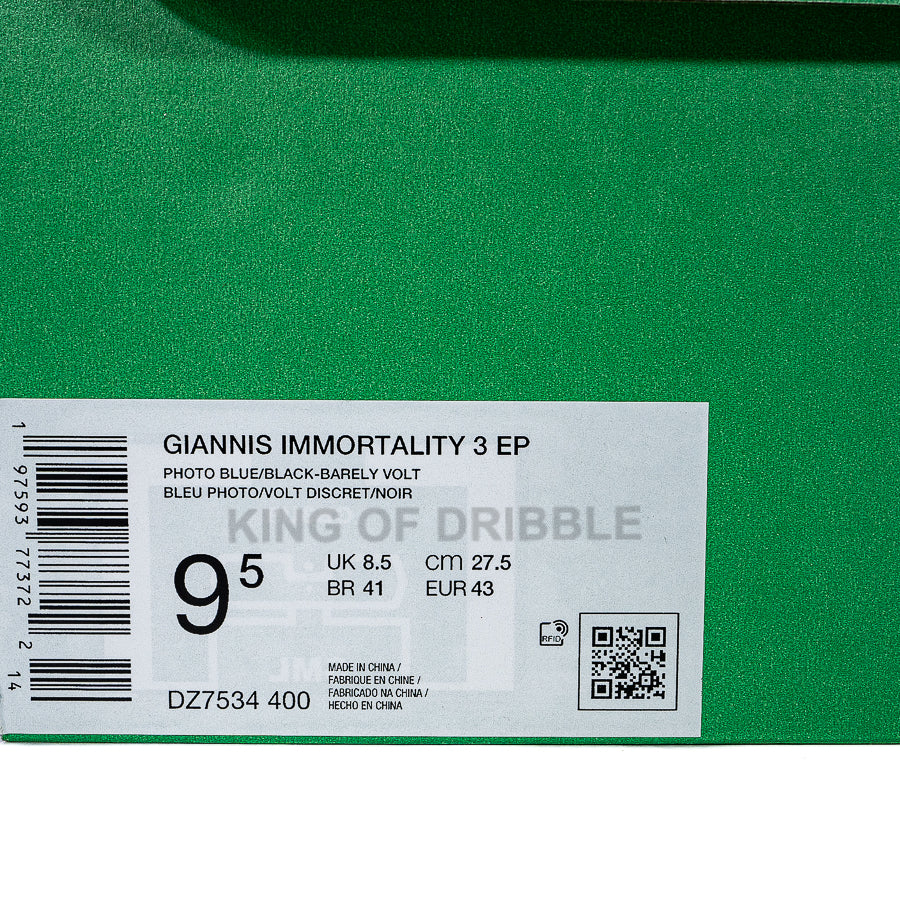 GIANNIS IMMORTALITY 3 EP
PHOTO BLUE/BLACK-BARELY VOLT
BLEU PHOTO/VOLT DISCRET/NOIR
KING OF DRIBBLE
9 5
UK 8.5 cm 27.5
BR 41 EUR 43
RFID
MADE IN CHINA /
FABRIQUE EN CHINE /
FABRICADO NA CHINA /
HECHO EN CHINA
DZ7534 400
1 97593 77372 2 14